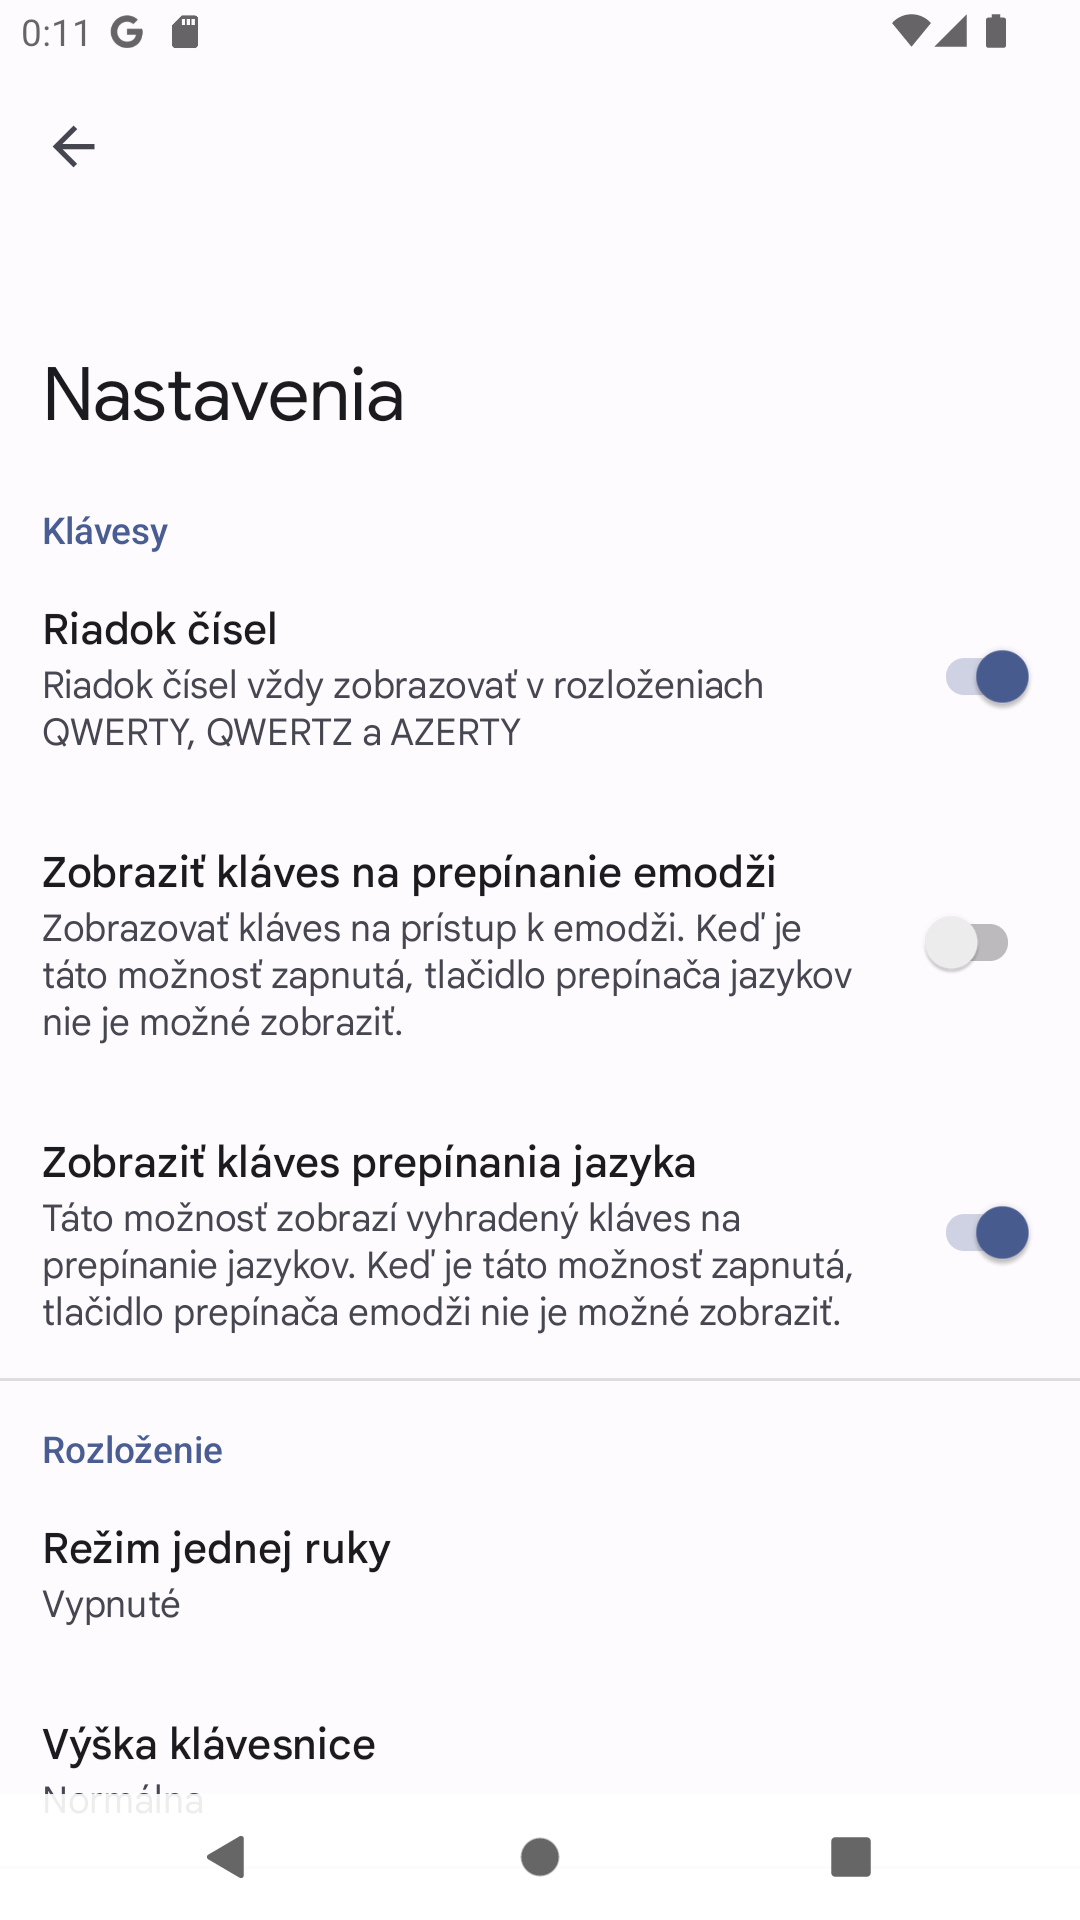 0:11
Nastavenia
Klávesy
Riadok čísel
Riadok čísel vždy zobrazovať v rozloženiach
QWERTY, QWERTZ a AZERTY
Zobraziť kláves na prepínanie emodži
Zobrazovať kláves na prístup k emodži. Keď je
táto možnosť zapnutá, tlačidlo prepínača jazykov
nie je možné zobraziť.
Zobraziť kláves prepínania jazyka
Táto možnosť zobrazí vyhradený kláves na
prepínanie jazykov. Keď je táto možnosť zapnutá,
tlačidlo prepínača emodži nie je možné zobraziť.
Rozloženie
Režim jednej ruky
Vypnuté
Výška klávesnice
Normálna